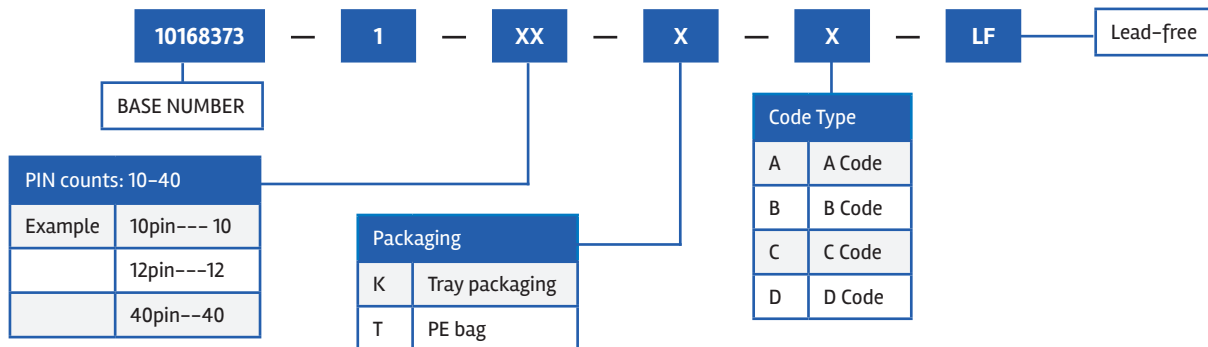 10168373 — 1 — XX — X — X — LF Lead-free
BASE NUMBER
Code Type
A A Code
B B Code
C C Code
D D Code
PIN counts: 10-40
Example 10pin--- 10
12pin---12
40pin--40
Packaging
K Tray packaging
T PE bag